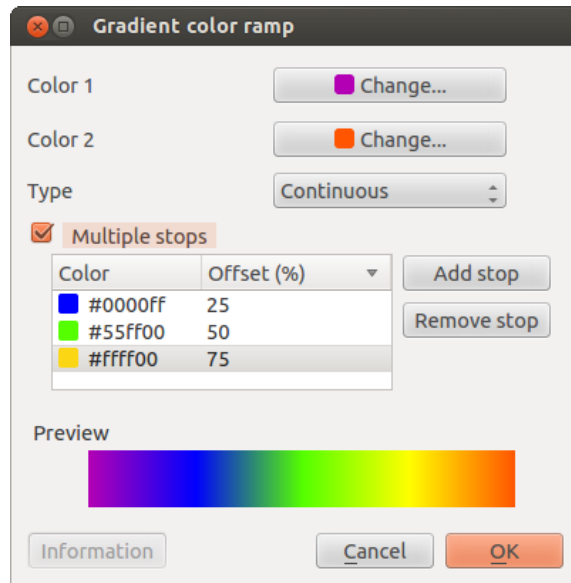 Gradient color ramp
Color 1 Change...
Color 2 Change...
Type Continuous
Multiple stops
Color Offset (%) Add stop
#0000ff 25
#55ff00 50 Remove stop
#ffff00 75
Preview
Information Cancel OK